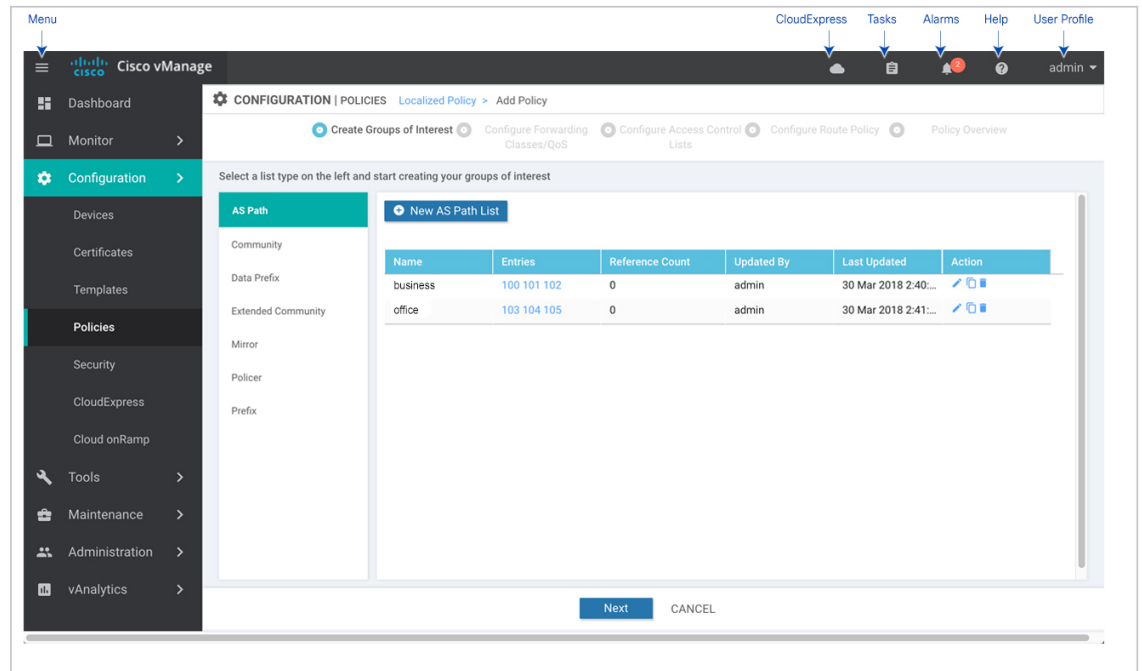 Menu CloudExpress Tasks Alarms Help User Profile
cisco Cisco vManage 2 admin
Dashboard
CONFIGURATION | POLICIES Localized Policy > Add Policy
Monitor
Create Groups of Interest Configure Forwarding Classes/QoS Configure Access Control Lists Configure Route Policy Policy Overview
Configuration
Select a list type on the left and start creating your groups of interest
Devices
Certificates
Templates
Policies
Security
CloudExpress
Cloud onRamp
Tools
Maintenance
Administration
vAnalytics
AS Path
Community
Data Prefix
Extended Community
Mirror
Policer
Prefix
New AS Path List
Name Entries Reference Count Updated By Last Updated Action
business 100 101 102 0 admin 30 Mar 2018 2:40:...
office 103 104 105 0 admin 30 Mar 2018 2:41:...
Next CANCEL